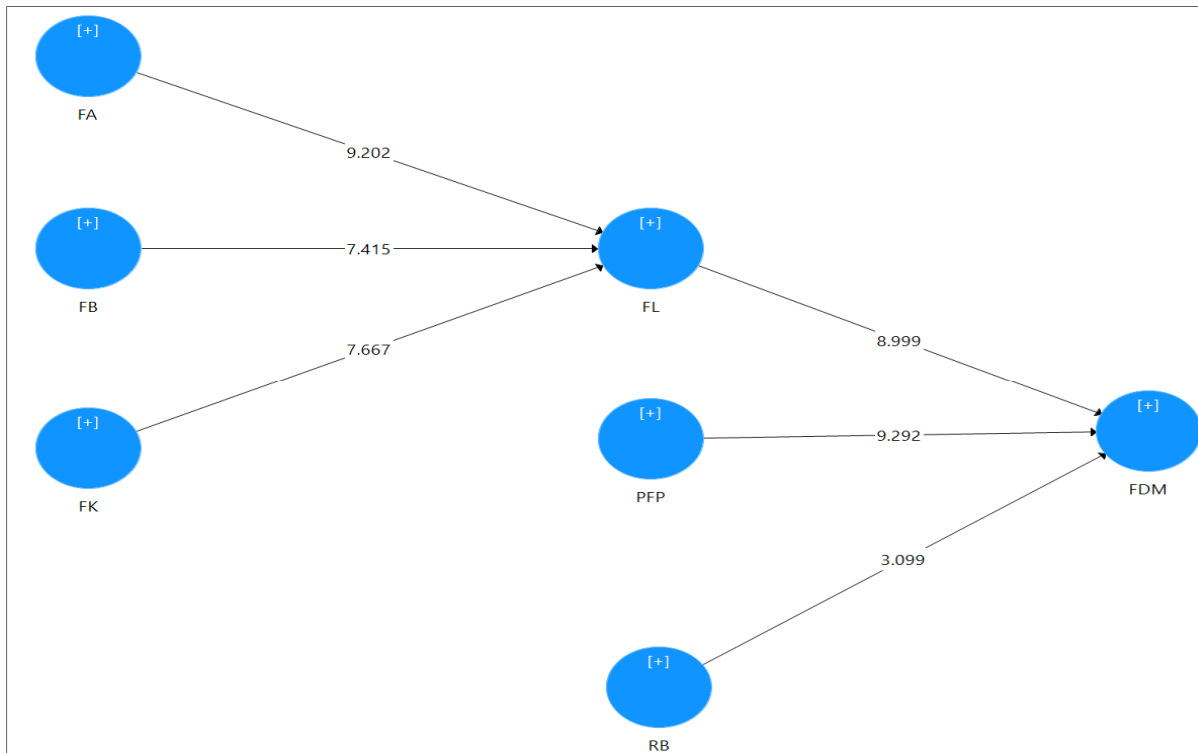 [+]
FA
9.202
[+]
FB
7.415
[+]
FL
7.667
[+]
FK
8.999
[+]
PFP
9.292
[+]
FDM
3.099
[+]
RB